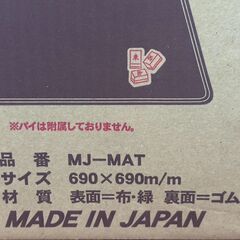 東
※パイは附属しておりません。
品　番　MJ－MAT
サイズ　690×690m/m
材　質　表面＝布・緑　裏面＝ゴム
MADE IN JAPAN